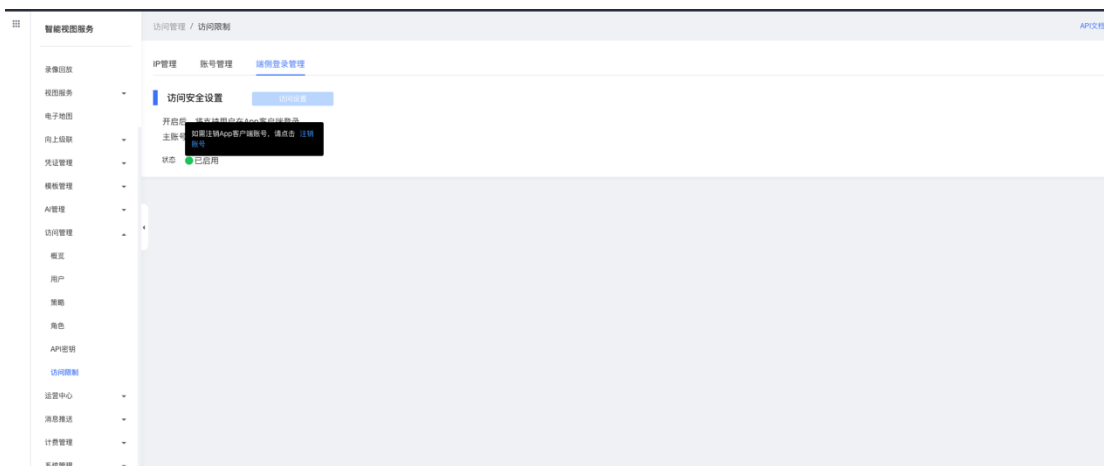 智能视图服务
访问管理 / 访问限制
API文档
录像回放
视图服务
电子地图
向上级联
凭证管理
模板管理
AI管理
访问管理
概览
用户
策略
角色
API密钥
访问限制
运营中心
消息推送
计费管理
系统管理
IP管理 账号管理 端侧登录管理
访问安全设置 访问设置
开启后，将支持用户在App客户端登录
主账号
如需注销App客户端账号，请点击 注销
账号
状态 已启用